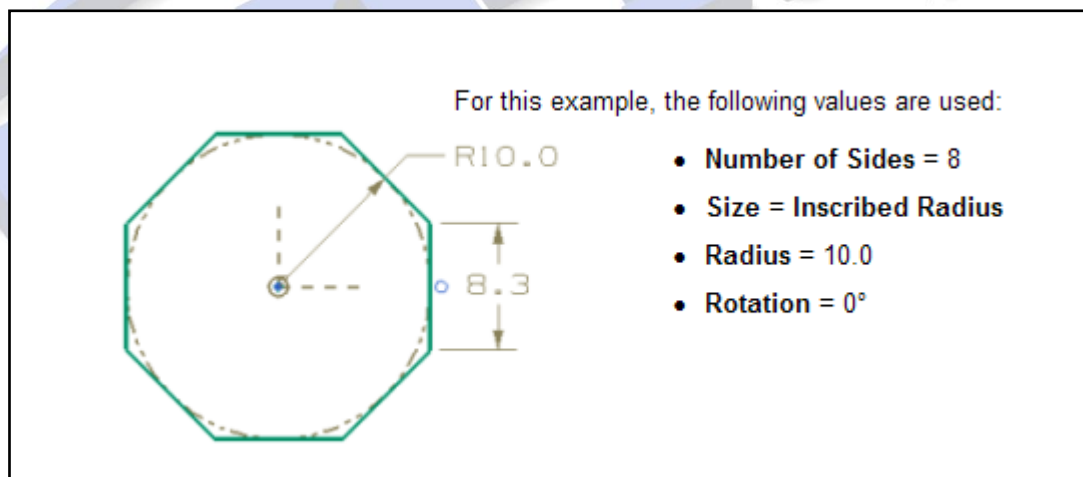 For this example, the following values are used:
R10.0
• Number of Sides = 8
• Size = Inscribed Radius
• Radius = 10.0
8.3
• Rotation = 0°